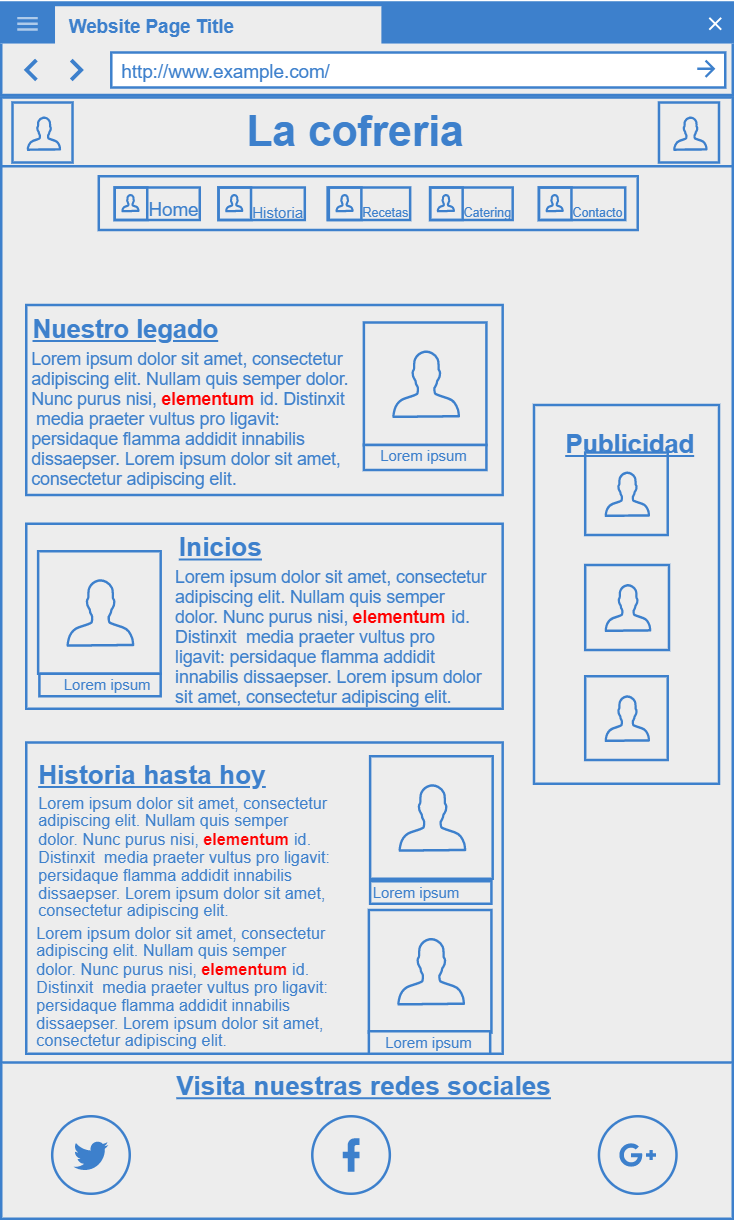 Website Page Title
http://www.example.com/
La cofreria
Home Historia Recetas Catering Contacto
Nuestro legado
Lorem ipsum dolor sit amet, consectetur
adipiscing elit. Nullam quis semper dolor.
Nunc purus nisi, elementum id. Distinxit
media praeter vultus pro ligavit:
persidaque flamma addidit innabilis
dissaepser. Lorem ipsum dolor sit amet,
consectetur adipiscing elit.
Lorem ipsum
Publicidad
Inicios
Lorem ipsum dolor sit amet, consectetur
adipiscing elit. Nullam quis semper
dolor. Nunc purus nisi, elementum id.
Distinxit  media praeter vultus pro
ligavit: persidaque flamma addidit
innabilis dissaepser. Lorem ipsum dolor
sit amet, consectetur adipiscing elit.
Lorem ipsum
Historia hasta hoy
Lorem ipsum dolor sit amet, consectetur
adipiscing elit. Nullam quis semper
dolor. Nunc purus nisi, elementum id.
Distinxit  media praeter vultus pro ligavit:
persidaque flamma addidit innabilis
dissaepser. Lorem ipsum dolor sit amet,
consectetur adipiscing elit.
Lorem ipsum
Lorem ipsum dolor sit amet, consectetur
adipiscing elit. Nullam quis semper
dolor. Nunc purus nisi, elementum id.
Distinxit  media praeter vultus pro ligavit:
persidaque flamma addidit innabilis
dissaepser. Lorem ipsum dolor sit amet,
consectetur adipiscing elit.
Lorem ipsum
Visita nuestras redes sociales
G+